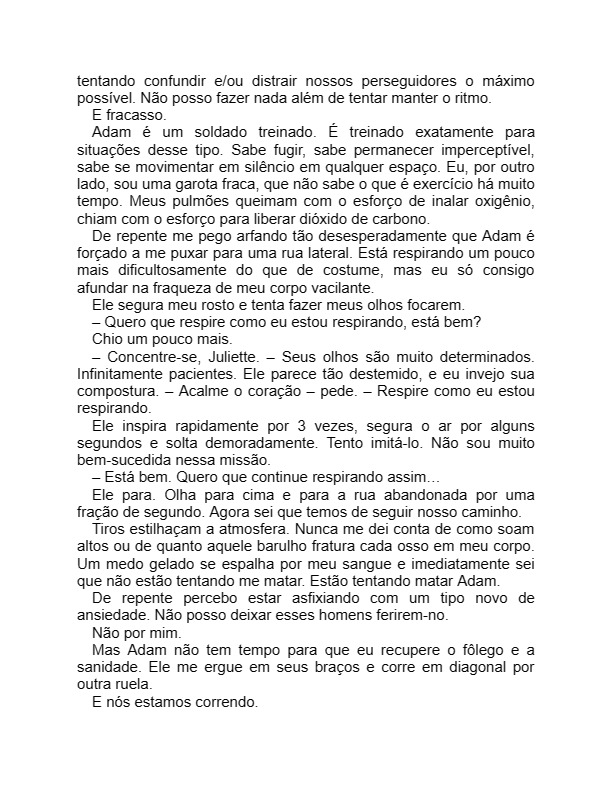 tentando confundir e/ou distrair nossos perseguidores o máximo
possível. Não posso fazer nada além de tentar manter o ritmo.
E fracasso.
Adam é um soldado treinado. É treinado exatamente para
situações desse tipo. Sabe fugir, sabe permanecer imperceptível,
sabe se movimentar em silêncio em qualquer espaço. Eu, por outro
lado, sou uma garota fraca, que não sabe o que é exercício há muito
tempo. Meus pulmões queimam com o esforço de inalar oxigênio,
chiam com o esforço para liberar dióxido de carbono.
De repente me pego arfando tão desesperadamente que Adam é
forçado a me puxar para uma rua lateral. Está respirando um pouco
mais dificultosamente do que de costume, mas eu só consigo
afundar na fraqueza de meu corpo vacilante.
Ele segura meu rosto e tenta fazer meus olhos focarem.
– Quero que respire como eu estou respirando, está bem?
Chio um pouco mais.
– Concentre-se, Juliette. – Seus olhos são muito determinados.
Infinitamente pacientes. Ele parece tão destemido, e eu invejo sua
compostura. – Acalme o coração – pede. – Respire como eu estou
respirando.
Ele inspira rapidamente por 3 vezes, segura o ar por alguns
segundos e solta demoradamente. Tento imitá-lo. Não sou muito
bem-sucedida nessa missão.
– Está bem. Quero que continue respirando assim…
Ele para. Olha para cima e para a rua abandonada por uma
fração de segundo. Agora sei que temos de seguir nosso caminho.
Tiros estilhaçam a atmosfera. Nunca me dei conta de como soam
altos ou de quanto aquele barulho fratura cada osso em meu corpo.
Um medo gelado se espalha por meu sangue e imediatamente sei
que não estão tentando me matar. Estão tentando matar Adam.
De repente percebo estar asfixiando com um tipo novo de
ansiedade. Não posso deixar esses homens ferirem-no.
Não por mim.
Mas Adam não tem tempo para que eu recupere o fôlego e a
sanidade. Ele me ergue em seus braços e corre em diagonal por
outra ruela.
E nós estamos correndo.